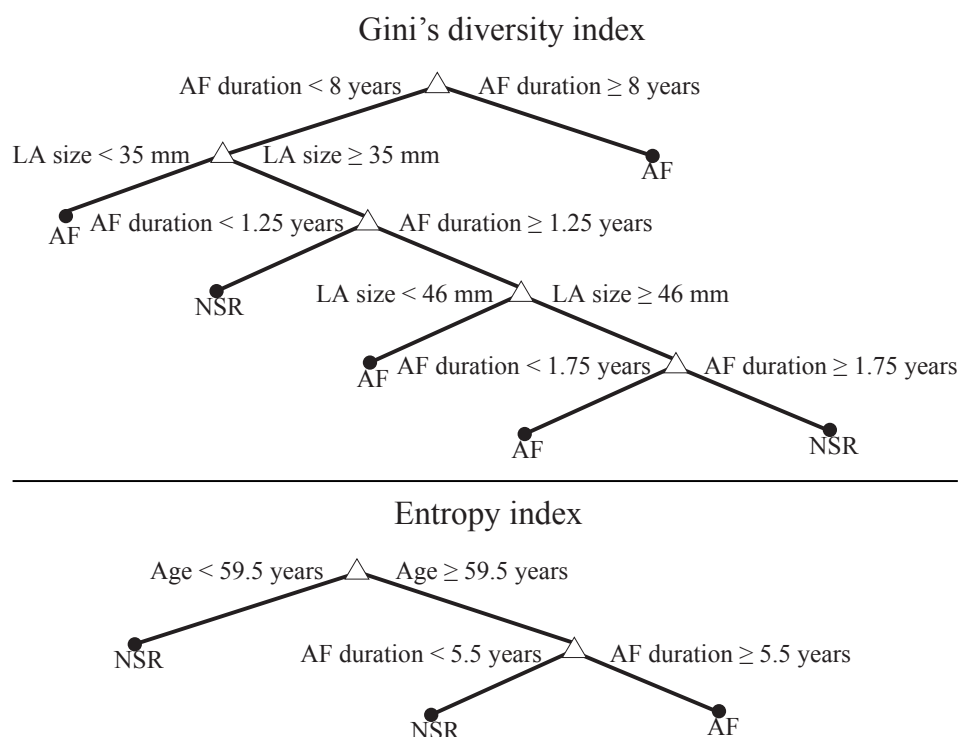 Gini's diversity index
AF duration < 8 years
AF duration ≥ 8 years
LA size < 35 mm
LA size ≥ 35 mm
AF
AF
AF duration < 1.25 years
AF duration ≥ 1.25 years
NSR
LA size < 46 mm
LA size ≥ 46 mm
AF
AF duration < 1.75 years
AF duration ≥ 1.75 years
AF
NSR
Entropy index
Age < 59.5 years
Age ≥ 59.5 years
NSR
AF duration < 5.5 years
AF duration ≥ 5.5 years
NSR
AF